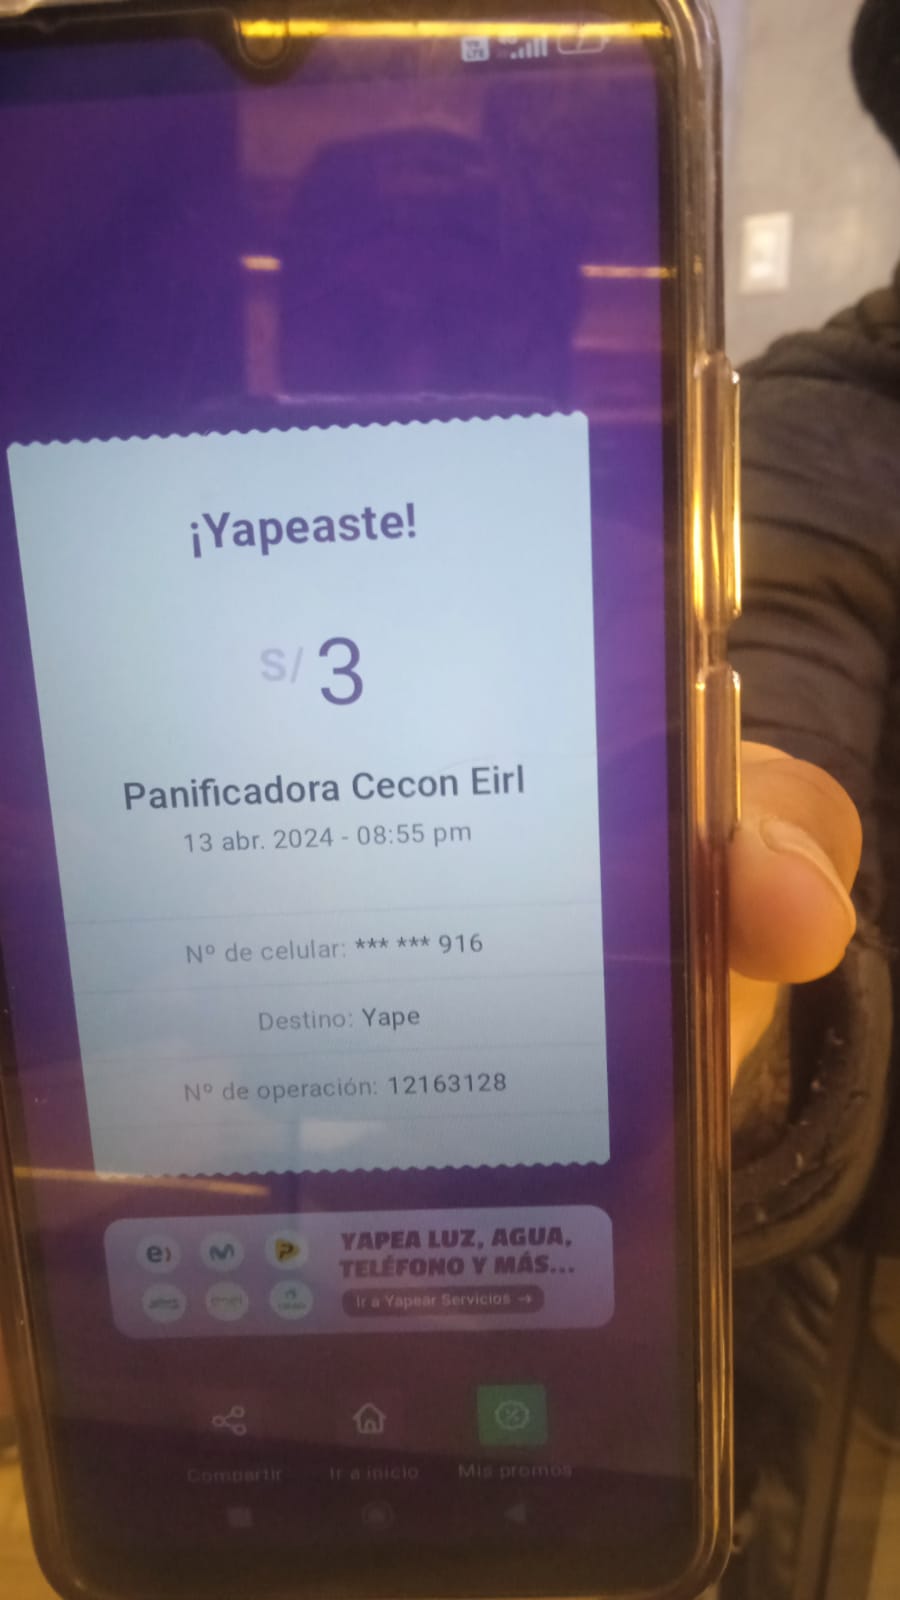 ¡Yapeaste!
S/ 3
Panificadora Cecon Eirl
13 abr. 2024 - 08:55 pm
Nº de celular: *** *** 916
Destino: Yape
Nº de operación: 12163128
e)
YAPEA LUZ, AGUA,
TELÉFONO Y MÁS...
Ir a Yapear Servicios →
Compartir
Ir a inicio
Mis promos